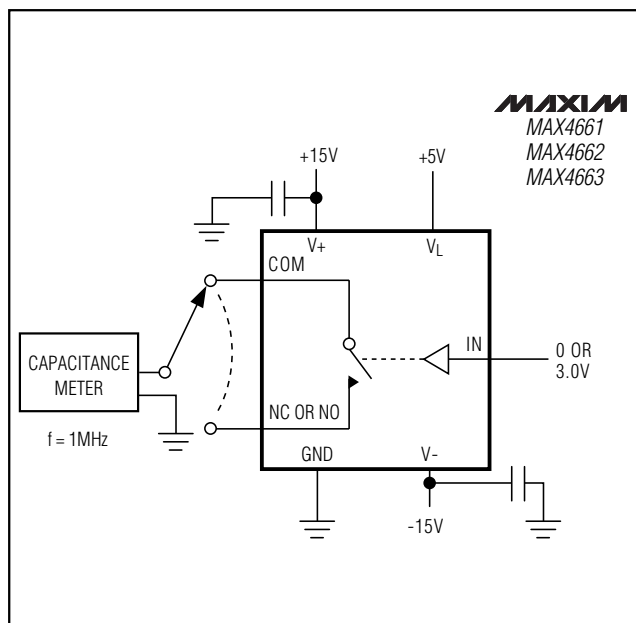 MAXIM
MAX4661
MAX4662
MAX4663
+15V
+5V
V+
VL
COM
IN
0 OR
3.0V
CAPACITANCE
METER
NC OR NO
f = 1MHz
GND
V-
-15V